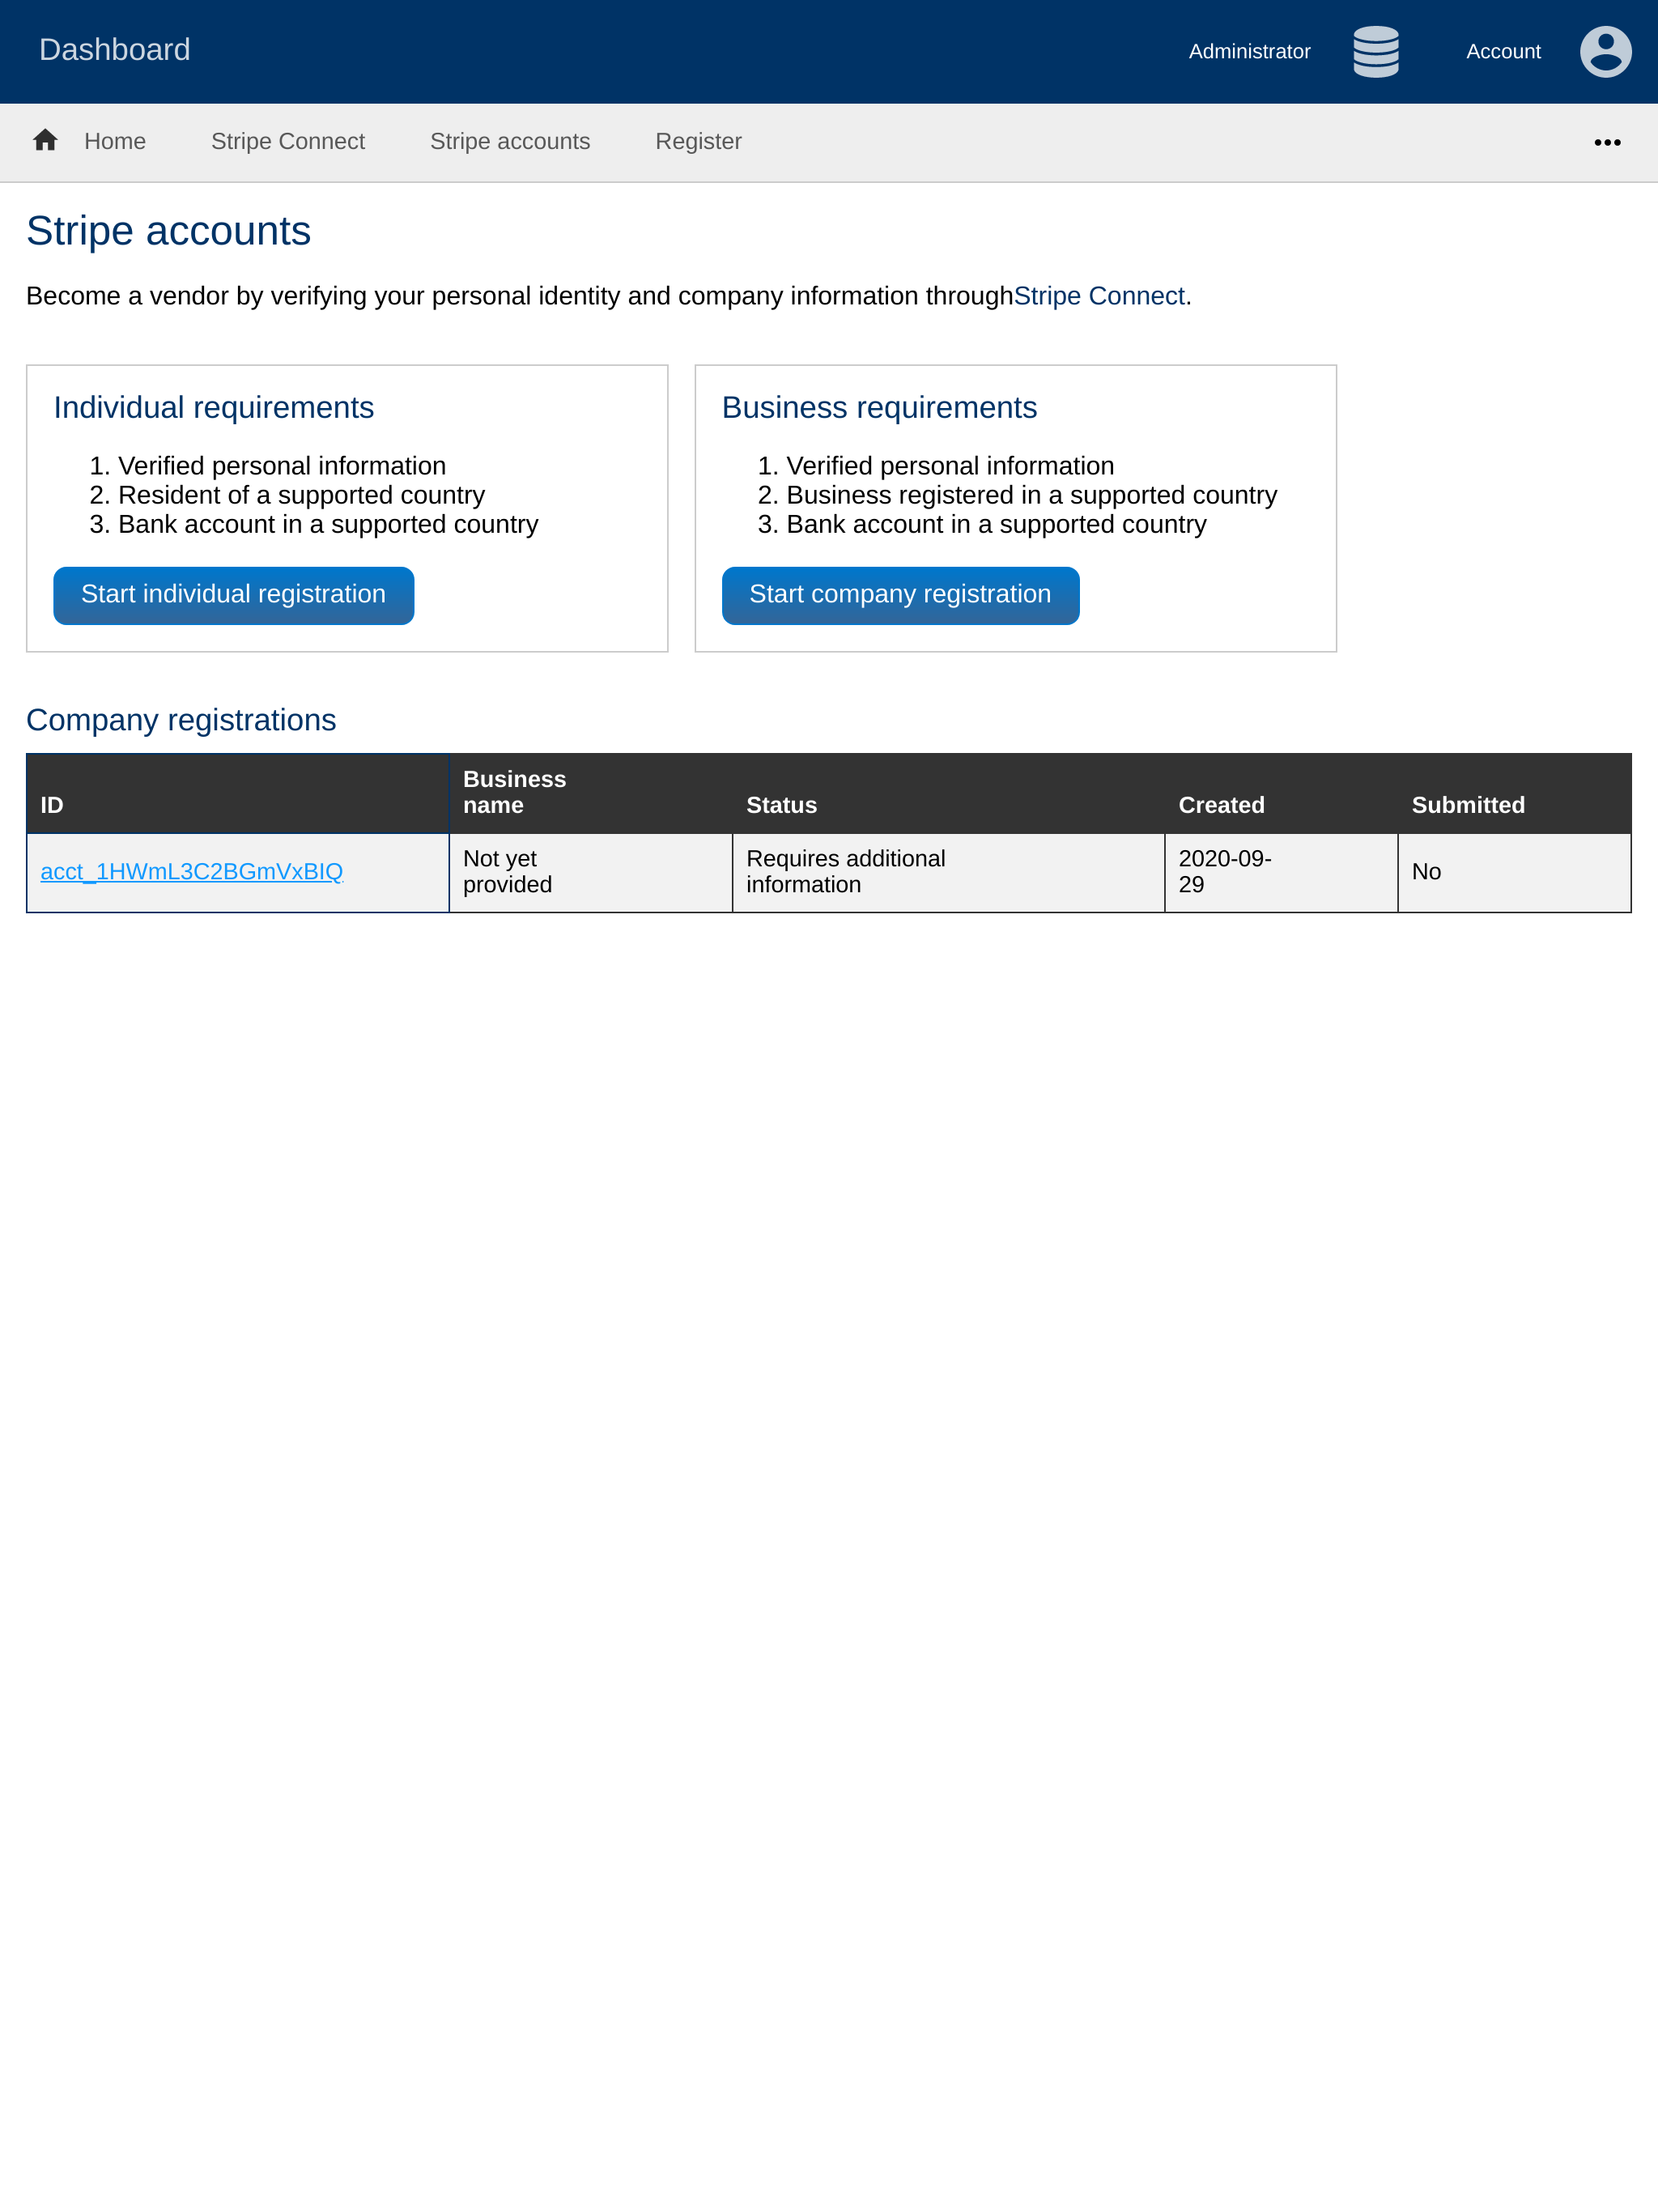 Dashboard
Administrator
Account
Home
Stripe Connect
Stripe accounts
Register
Stripe accounts
Become a vendor by verifying your personal identity and company information throughStripe Connect.
Individual requirements
1. Verified personal information
2. Resident of a supported country
3. Bank account in a supported country
Start individual registration
Business requirements
1. Verified personal information
2. Business registered in a supported country
3. Bank account in a supported country
Start company registration
Company registrations
ID
Business
name
Status
Created
Submitted
acct_1HWmL3C2BGmVxBIQ
Not yet
provided
Requires additional
information
2020-09-
29
No